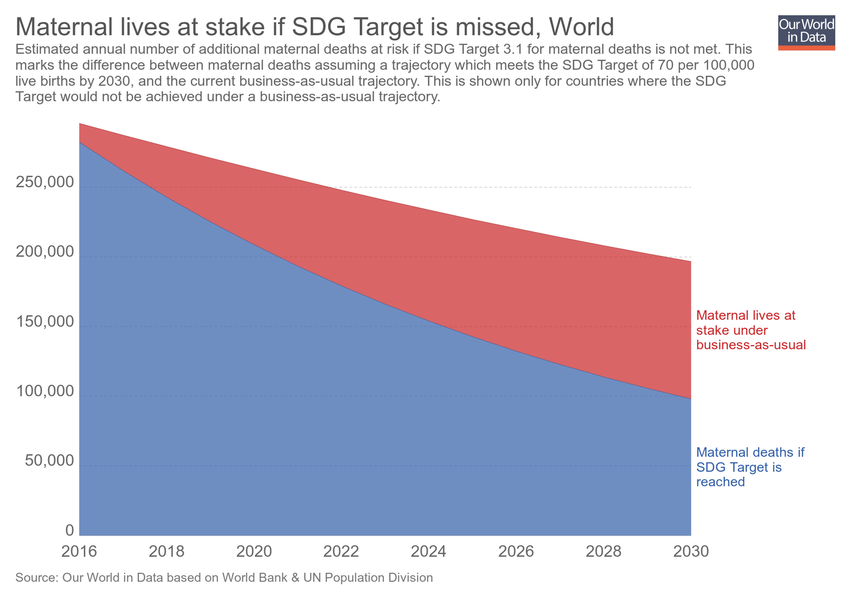 Maternal lives at stake if SDG Target is missed, World
Our World
in Data
Estimated annual number of additional maternal deaths at risk if SDG Target 3.1 for maternal deaths is not met. This
marks the difference between maternal deaths assuming a trajectory which meets the SDG Target of 70 per 100,000
live births by 2030, and the current business-as-usual trajectory. This is shown only for countries where the SDG
Target would not be achieved under a business-as-usual trajectory.
250,000
200,000
150,000
100,000
50,000
0
2016 2018 2020 2022 2024 2026 2028 2030
Maternal lives at
stake under
business-as-usual
Maternal deaths if
SDG Target is
reached
Source: Our World in Data based on World Bank & UN Population Division